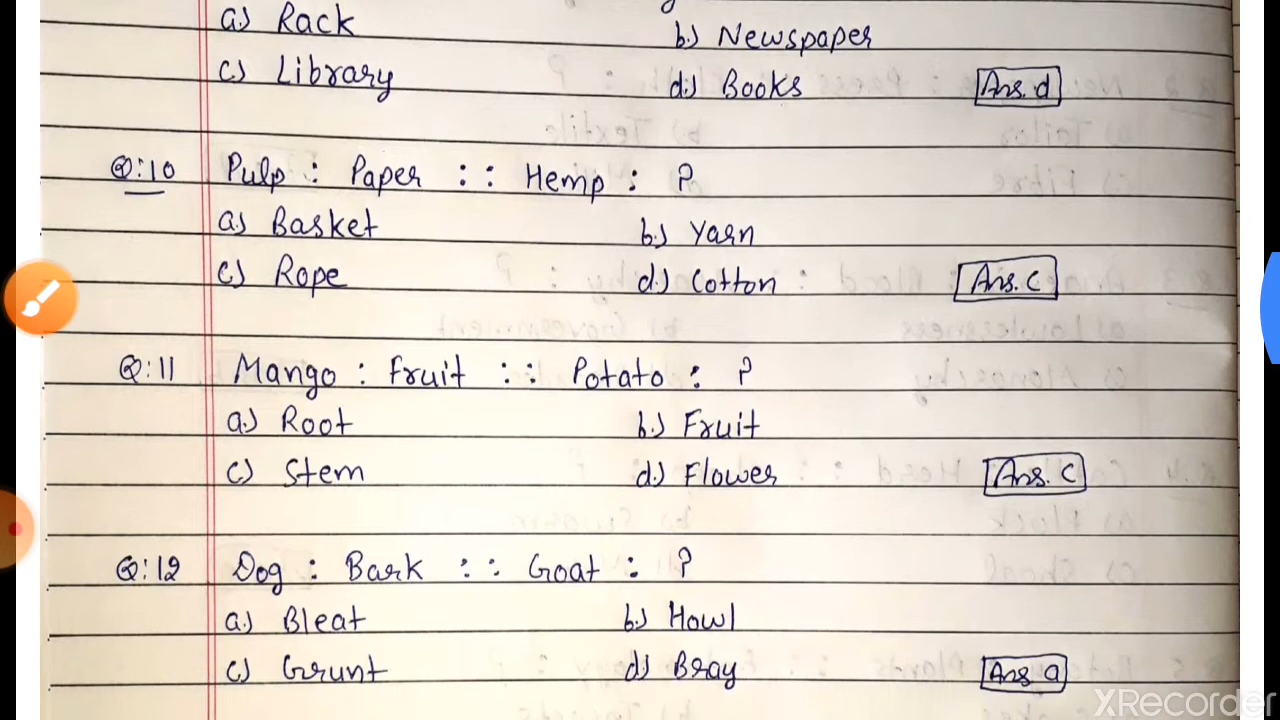 a.) Rack b.) Newspaper
c.) Library d.) Books Ans. d
Q:10 Pulp : Paper :: Hemp : ?
a.) Basket b.) Yarn
c.) Rope d.) Cotton Ans. c
Q:11 Mango : Fruit :: Potato : ?
a.) Root b.) Fruit
c.) Stem d.) Flower Ans. c
Q:12 Dog : Bark :: Goat : ?
a.) Bleat b.) Howl
c.) Grunt d.) Bray Ans a
XRecorder